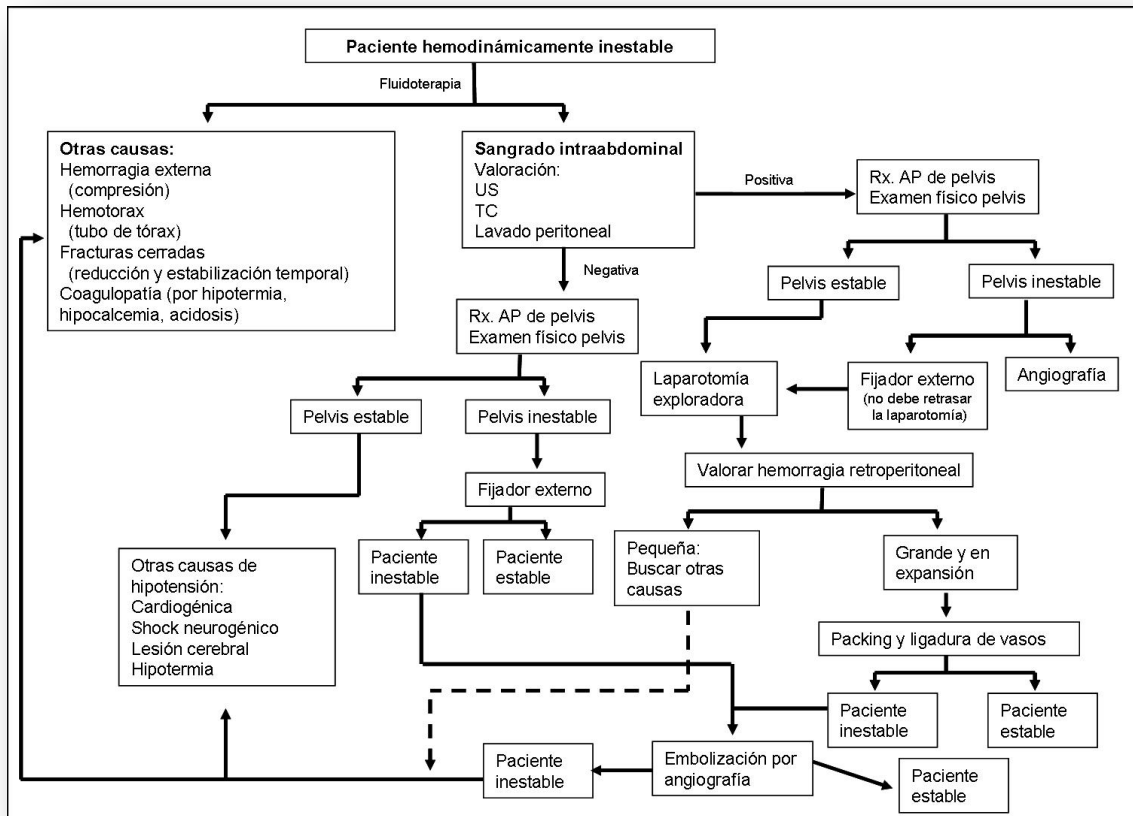 Paciente hemodinámicamente inestable
Fluidoterapia
Otras causas:
Hemorragia externa
(compresión)
Hemotorax
(tubo de tórax)
Fracturas cerradas
(reducción y estabilización temporal)
Coagulopatía (por hipotermia,
hipocalcemia, acidosis)
Sangrado intraabdominal
Valoración:
US
TC
Lavado peritoneal
Positiva
Rx. AP de pelvis
Examen físico pelvis
Negativa
Pelvis estable
Pelvis inestable
Rx. AP de pelvis
Examen físico pelvis
Laparotomía
exploradora
Fijador externo
(no debe retrasar
la laparotomía)
Angiografía
Pelvis estable
Pelvis inestable
Valorar hemorragia retroperitoneal
Fijador externo
Paciente
inestable
Paciente
estable
Pequeña:
Buscar otras
causas
Grande y en
expansión
Otras causas de
hipotensión:
Cardiogénica
Shock neurogénico
Lesión cerebral
Hipotermia
Packing y ligadura de vasos
Paciente
inestable
Paciente
estable
Paciente
inestable
Embolización por
angiografía
Paciente
estable